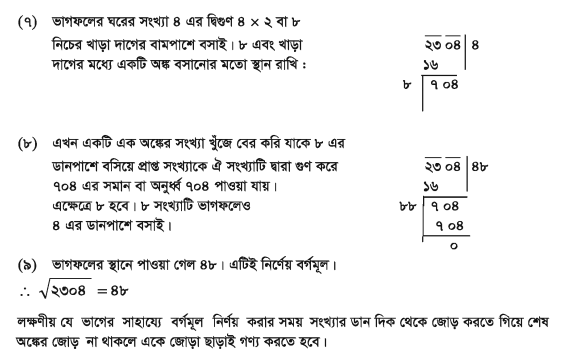 (৭) ভাগফলের ঘরের সংখ্যা ৪ এর দ্বিগুণ ৪ × ২ বা ৮
নিচের খাড়া দাগের বামপাশে বসাই। ৮ এবং খাড়া
দাগের মধ্যে একটি অঙ্ক বসানোর মতো স্থান রাখি :
২৩ ০৪ | ৪
১৬
৮ | ৭ ০৪
(৮) এখন একটি এক অঙ্কের সংখ্যা খুঁজে বের করি যাকে ৮ এর
ডানপাশে বসিয়ে প্রাপ্ত সংখ্যাকে ঐ সংখ্যাটি দ্বারা গুণ করে
৭০৪ এর সমান বা অনুর্ধ্ব ৭০৪ পাওয়া যায়।
এক্ষেত্রে ৮ হবে। ৮ সংখ্যাটি ভাগফলেও
৪ এর ডানপাশে বসাই।
২৩ ০৪ | ৪৮
১৬
৮৮ | ৭ ০৪
৭ ০৪
০
(৯) ভাগফলের স্থানে পাওয়া গেল ৪৮। এটিই নির্ণেয় বর্গমূল।
∴ √২৩০৪ = ৪৮
লক্ষণীয় যে ভাগের সাহায্যে বর্গমূল নির্ণয় করার সময় সংখ্যার ডান দিক থেকে জোড় করতে গিয়ে শেষ
অঙ্কের জোড় না থাকলে একে জোড়া ছাড়াই গণ্য করতে হবে।